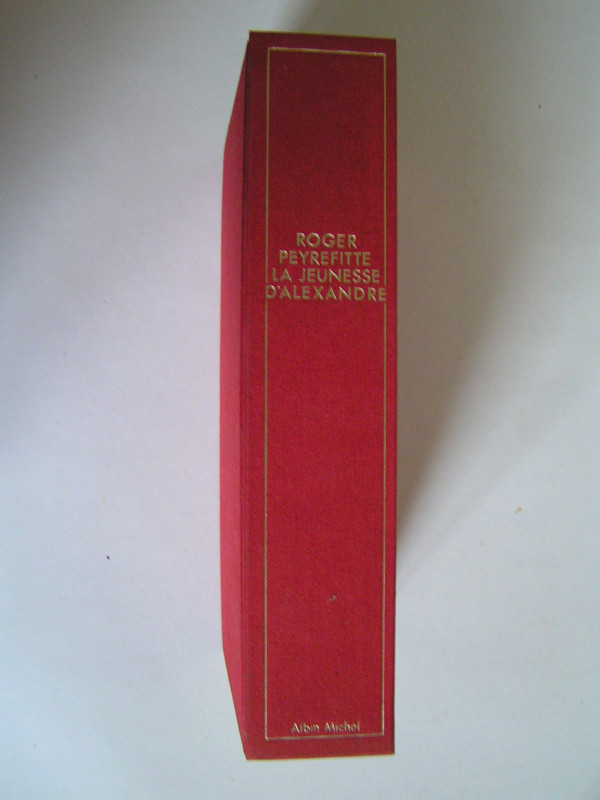 ROGER
PEYREFITTE
LA JEUNESSE
D'ALEXANDRE
Albin Michel